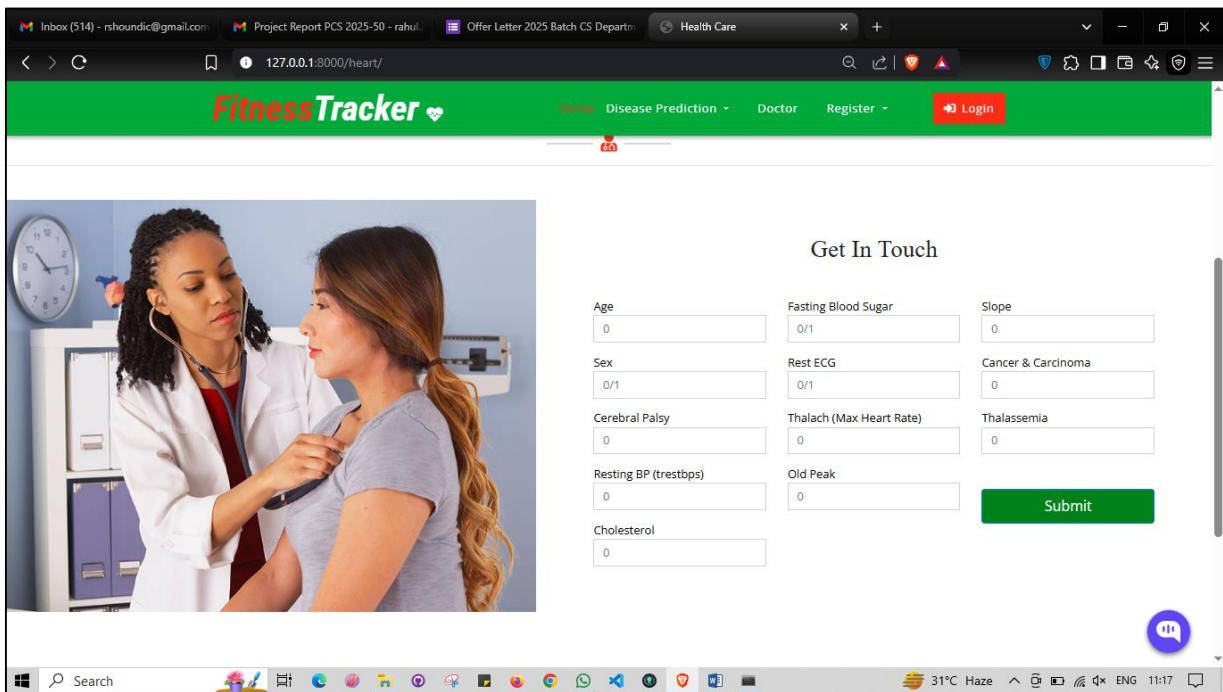 Inbox (514) - rshoundic@gmail.com
Project Report PCS 2025-50 - rahul.
Offer Letter 2025 Batch CS Departm
Health Care
127.0.0.1:8000/heart/
FitnessTracker
Home
Disease Prediction
Doctor
Register
Login
Get In Touch
Age
0
Fasting Blood Sugar
0/1
Slope
0
Sex
0/1
Rest ECG
0/1
Cancer & Carcinoma
0
Cerebral Palsy
0
Thalach (Max Heart Rate)
0
Thalassemia
0
Resting BP (trestbps)
0
Old Peak
0
Submit
Cholesterol
0
Search
31°C Haze
ENG
11:17